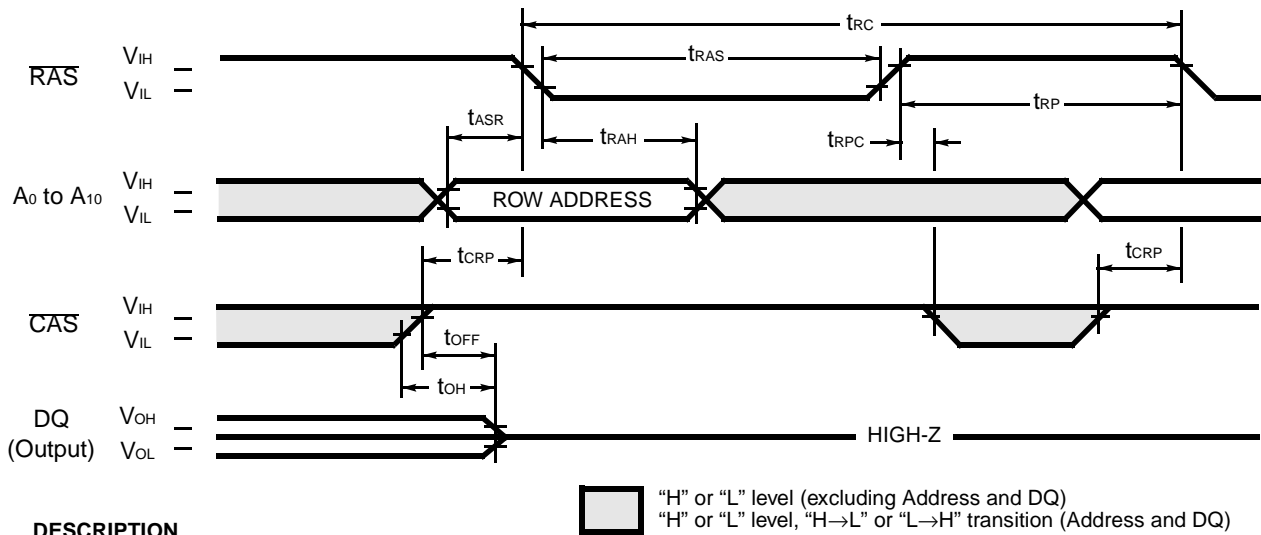 tRC
RAS
VIH
VIL
tRAS
tRP
tASR
tRAH
tRPC
A0 to A10
VIH
VIL
ROW ADDRESS
tCRP
tCRP
CAS
VIH
VIL
tOFF
tOH
DQ
(Output)
VOH
VOL
HIGH-Z
“H” or “L” level (excluding Address and DQ)
“H” or “L” level, “H→L” or “L→H” transition (Address and DQ)
DESCRIPTION